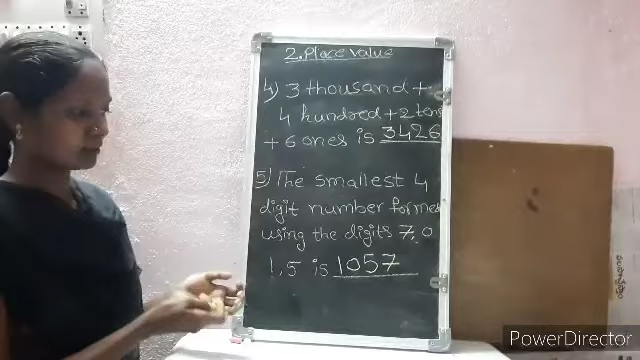 2. Place value
4) 3 thousand +
4 hundred + 2 tens
+ 6 ones is 3426
5) The smallest 4
digit number formed
using the digits 7, 0
1, 5 is 1057
PowerDirector